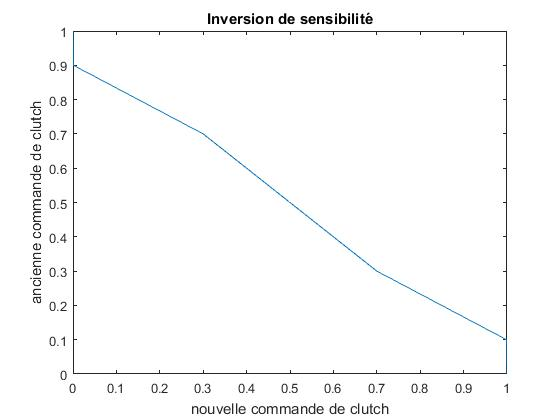 Inversion de sensibilité
ancienne commande de clutch
1
0.9
0.8
0.7
0.6
0.5
0.4
0.3
0.2
0.1
0
0 0.1 0.2 0.3 0.4 0.5 0.6 0.7 0.8 0.9 1
nouvelle commande de clutch